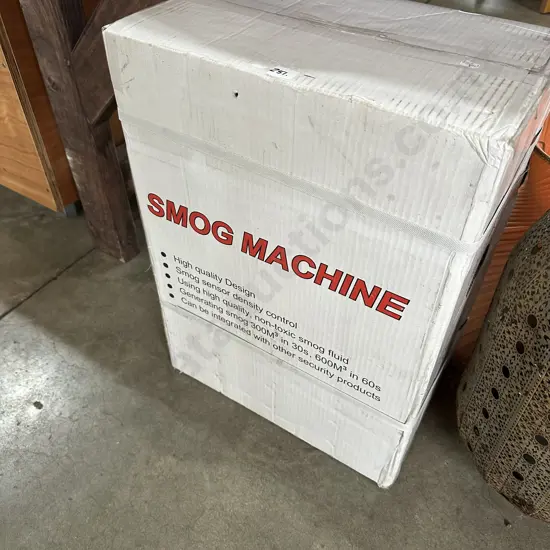 SMOG MACHINE
• High quality Design
• Smog sensor density control
• Using high quality, non-toxic smog fluid
• Generating smog 300M³ in 30s, 600M³ in 60s
• Can be integrated with other security products